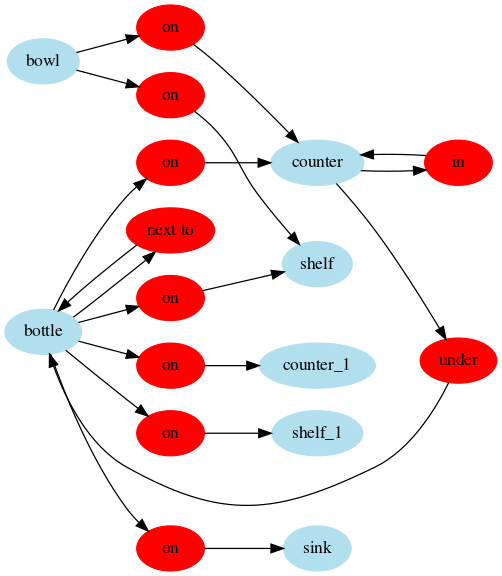 on
bowl
on
on
counter
in
next to
shelf
on
bottle
on
counter_1
under
on
shelf_1
on
sink